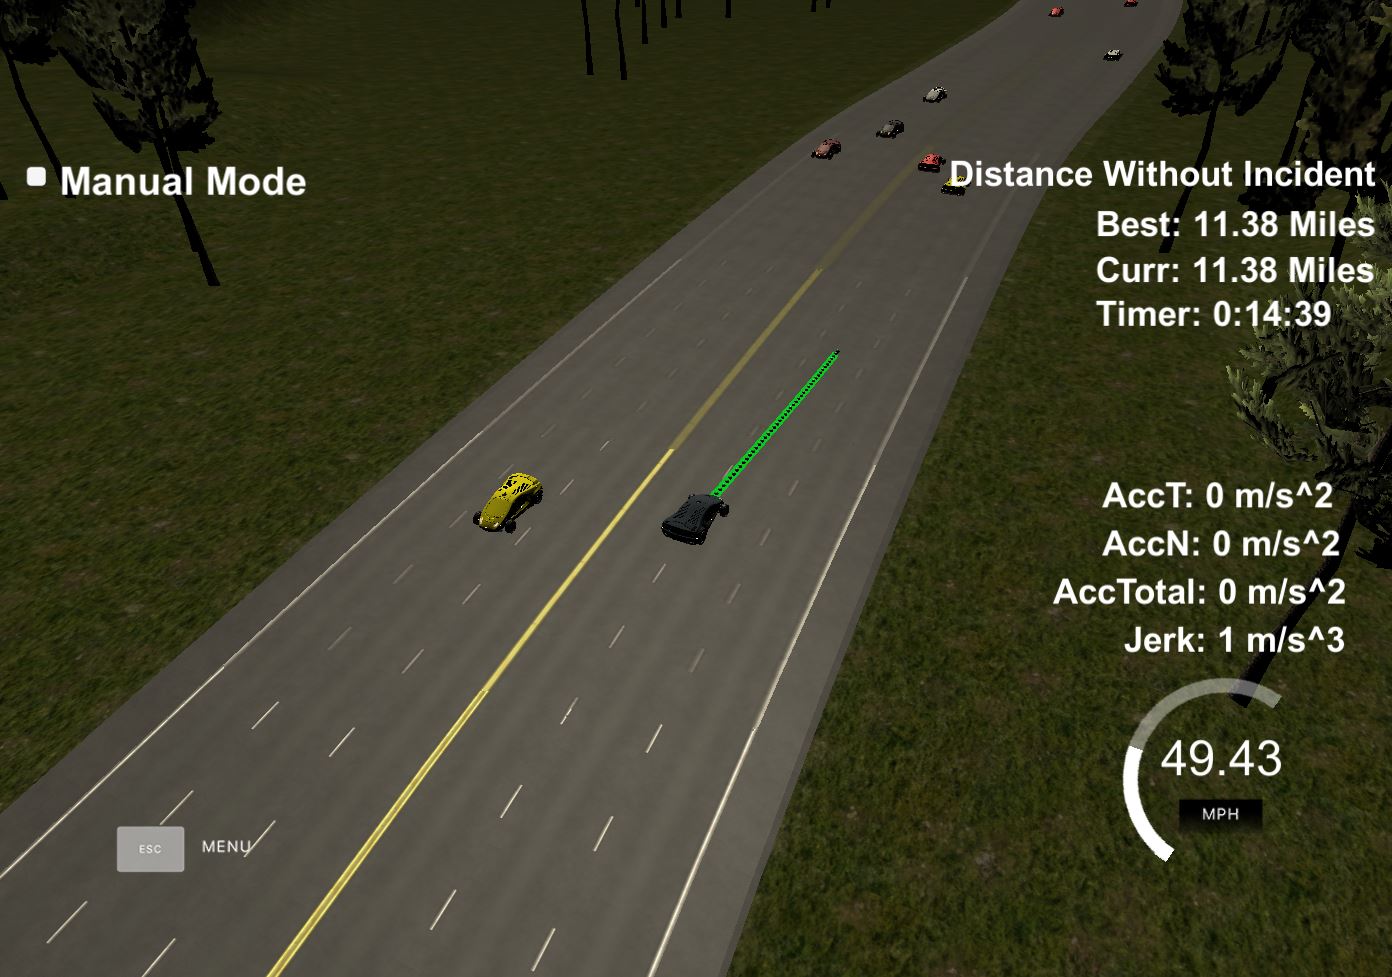 Manual Mode
Distance Without Incident
Best: 11.38 Miles
Curr: 11.38 Miles
Timer: 0:14:39
AccT: 0 m/s^2
AccN: 0 m/s^2
AccTotal: 0 m/s^2
Jerk: 1 m/s^3
49.43
MPH
ESC MENU